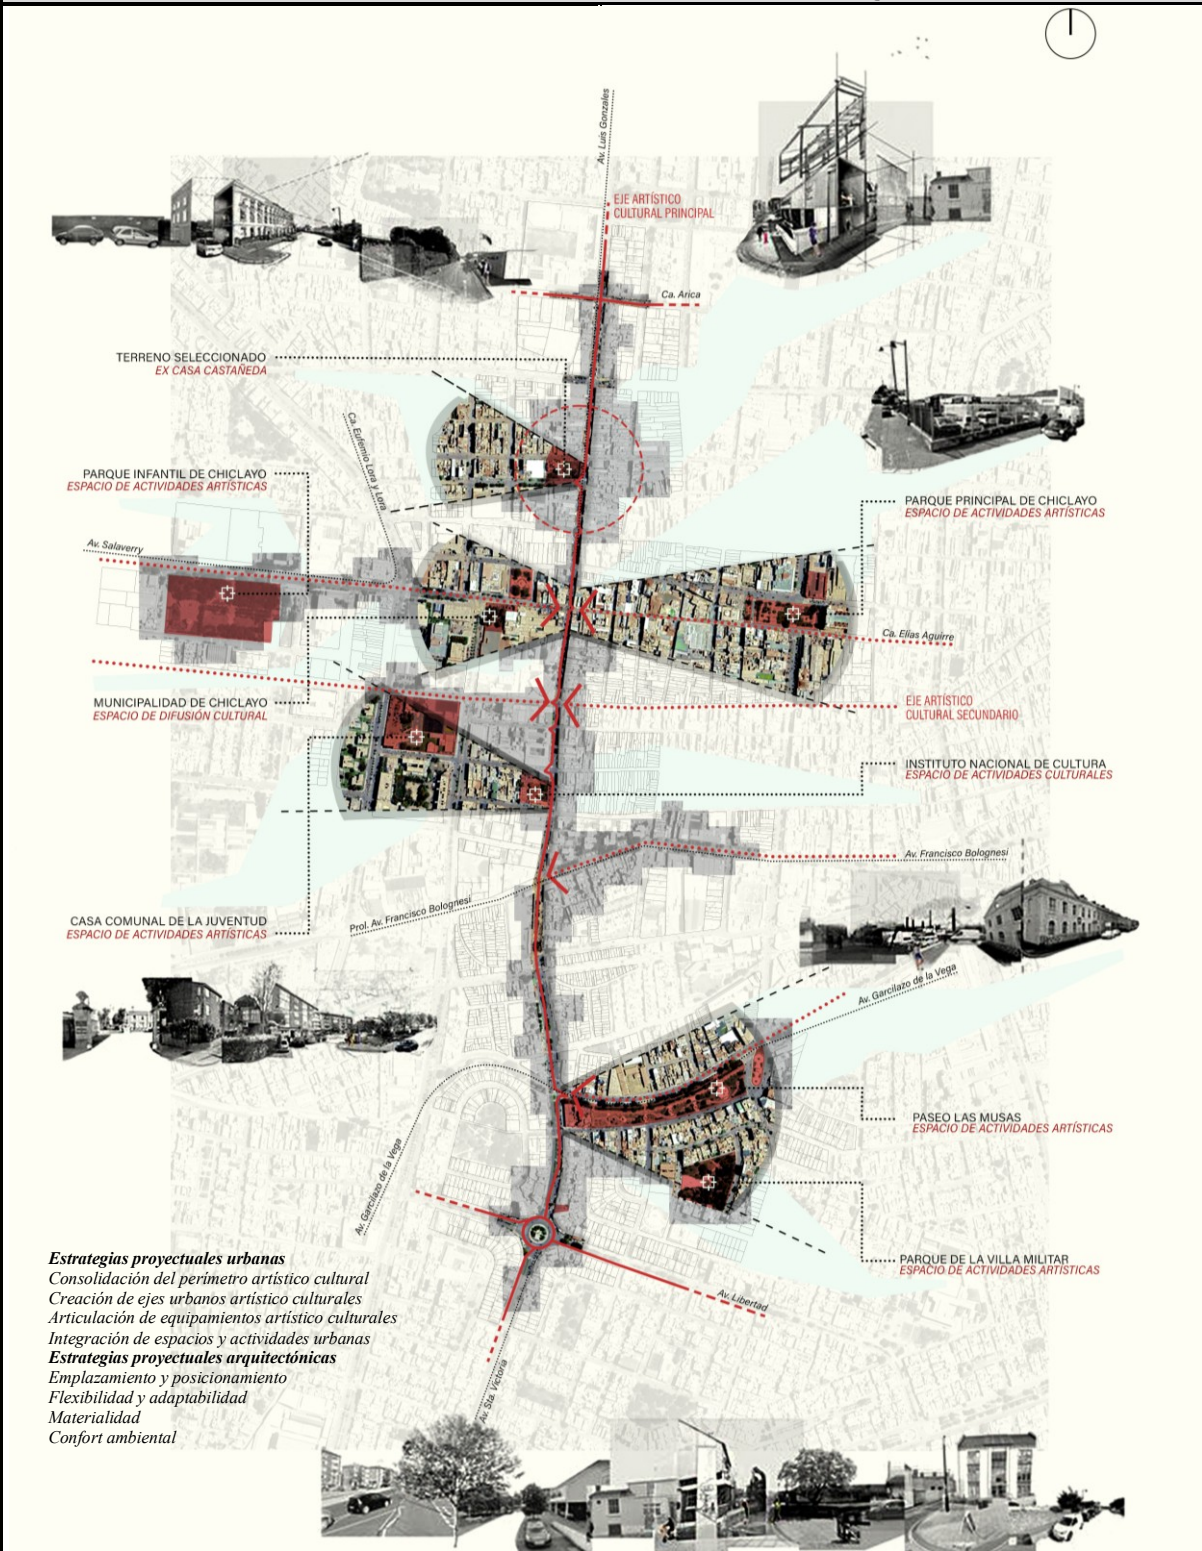 Av. Luis Gonzales
EJE ARTÍSTICO
CULTURAL PRINCIPAL
Ca. Arica
TERRENO SELECCIONADO
EX CASA CASTAÑEDA
Ca. Eufemio Lora y Lora
PARQUE INFANTIL DE CHICLAYO
ESPACIO DE ACTIVIDADES ARTÍSTICAS
PARQUE PRINCIPAL DE CHICLAYO
ESPACIO DE ACTIVIDADES ARTÍSTICAS
Av. Salaverry
Ca. Elías Aguirre
MUNICIPALIDAD DE CHICLAYO
ESPACIO DE DIFUSIÓN CULTURAL
EJE ARTÍSTICO
CULTURAL SECUNDARIO
INSTITUTO NACIONAL DE CULTURA
ESPACIO DE ACTIVIDADES CULTURALES
Av. Francisco Bolognesi
CASA COMUNAL DE LA JUVENTUD
ESPACIO DE ACTIVIDADES ARTÍSTICAS
Prol. Av. Francisco Bolognesi
Av. Garcilazo de la Vega
PASEO LAS MUSAS
ESPACIO DE ACTIVIDADES ARTÍSTICAS
Av. Garcilazo de la Vega
PARQUE DE LA VILLA MILITAR
ESPACIO DE ACTIVIDADES ARTÍSTICAS
Av. Libertad
Av. Sta. Victoria
Estrategias proyectuales urbanas
Consolidación del perímetro artístico cultural
Creación de ejes urbanos artístico culturales
Articulación de equipamientos artístico culturales
Integración de espacios y actividades urbanas
Estrategias proyectuales arquitectónicas
Emplazamiento y posicionamiento
Flexibilidad y adaptabilidad
Materialidad
Confort ambiental